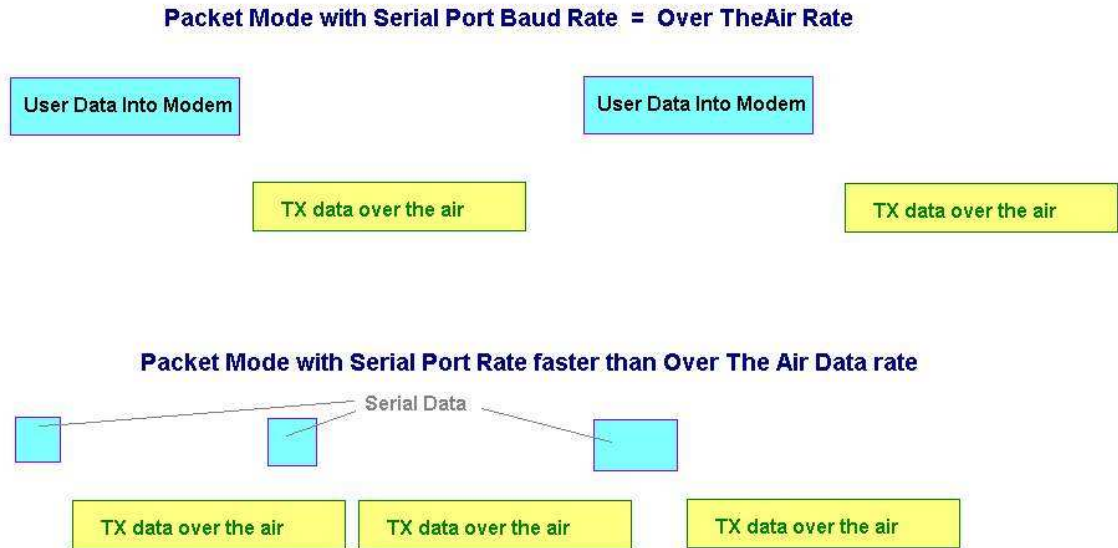 Packet Mode with Serial Port Baud Rate = Over TheAir Rate
User Data Into Modem
User Data Into Modem
TX data over the air
TX data over the air
Packet Mode with Serial Port Rate faster than Over The Air Data rate
Serial Data
TX data over the air
TX data over the air
TX data over the air